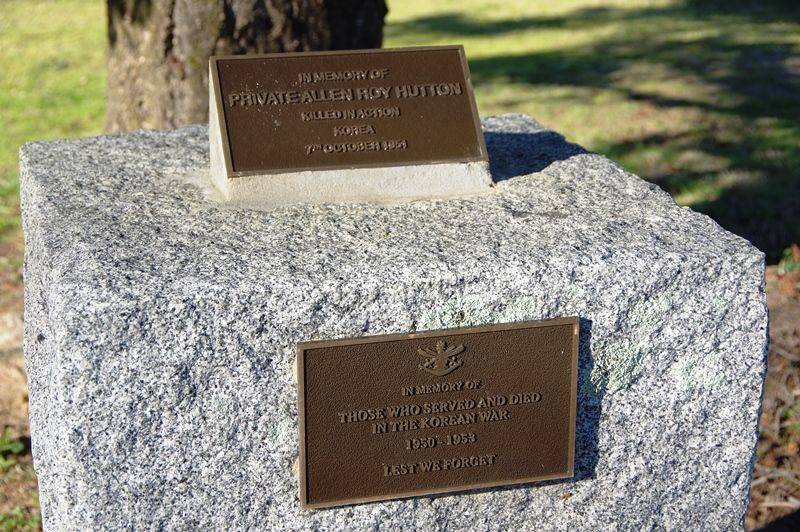 IN MEMORY OF
PRIVATE ALLEN ROY HUTTON
KILLED IN ACTION
KOREA
7TH OCTOBER 1951
IN MEMORY OF
THOSE WHO SERVED AND DIED
IN THE KOREAN WAR
1950 - 1953
LEST WE FORGET